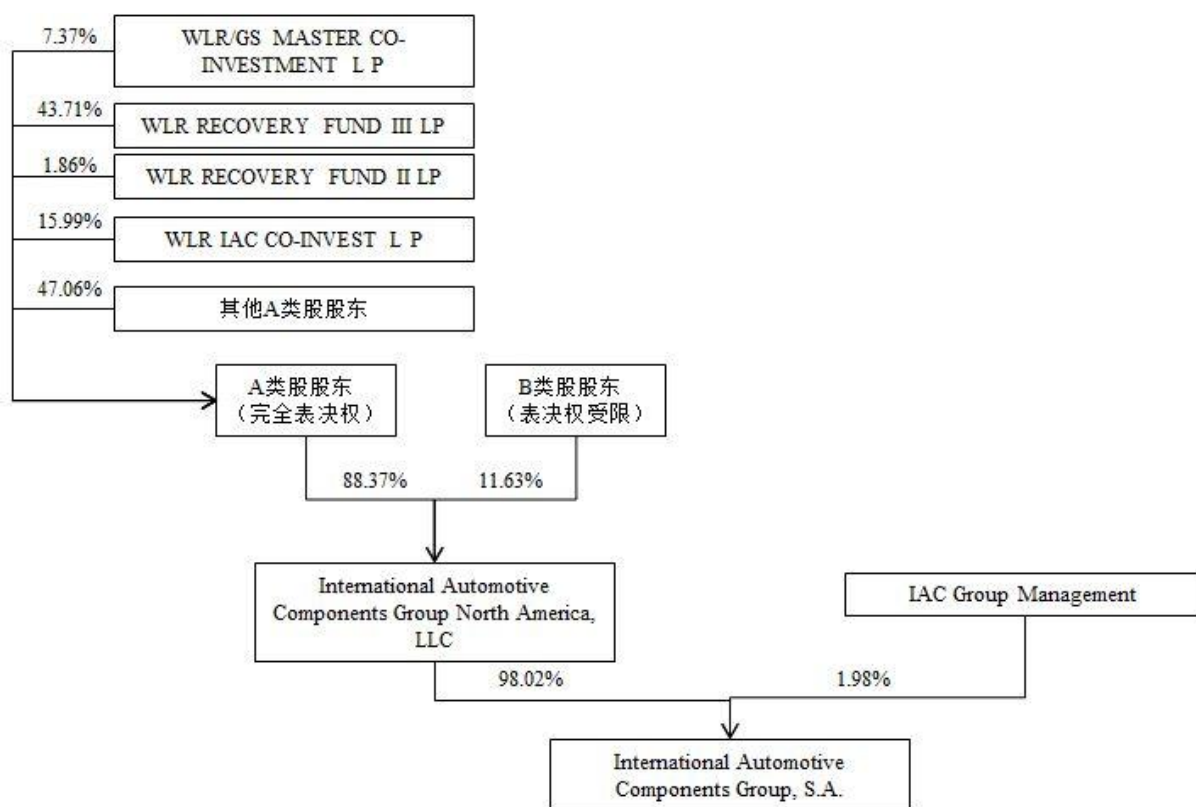 7.37%
WLR/GS MASTER CO-
INVESTMENT L P
43.71%
WLR RECOVERY FUND III LP
1.86%
WLR RECOVERY FUND II LP
15.99%
WLR IAC CO-INVEST L P
47.06%
其他A类股股东
A类股股东
（完全表决权）
B类股股东
（表决权受限）
88.37%
11.63%
International Automotive
Components Group North America,
LLC
IAC Group Management
98.02%
1.98%
International Automotive
Components Group, S.A.